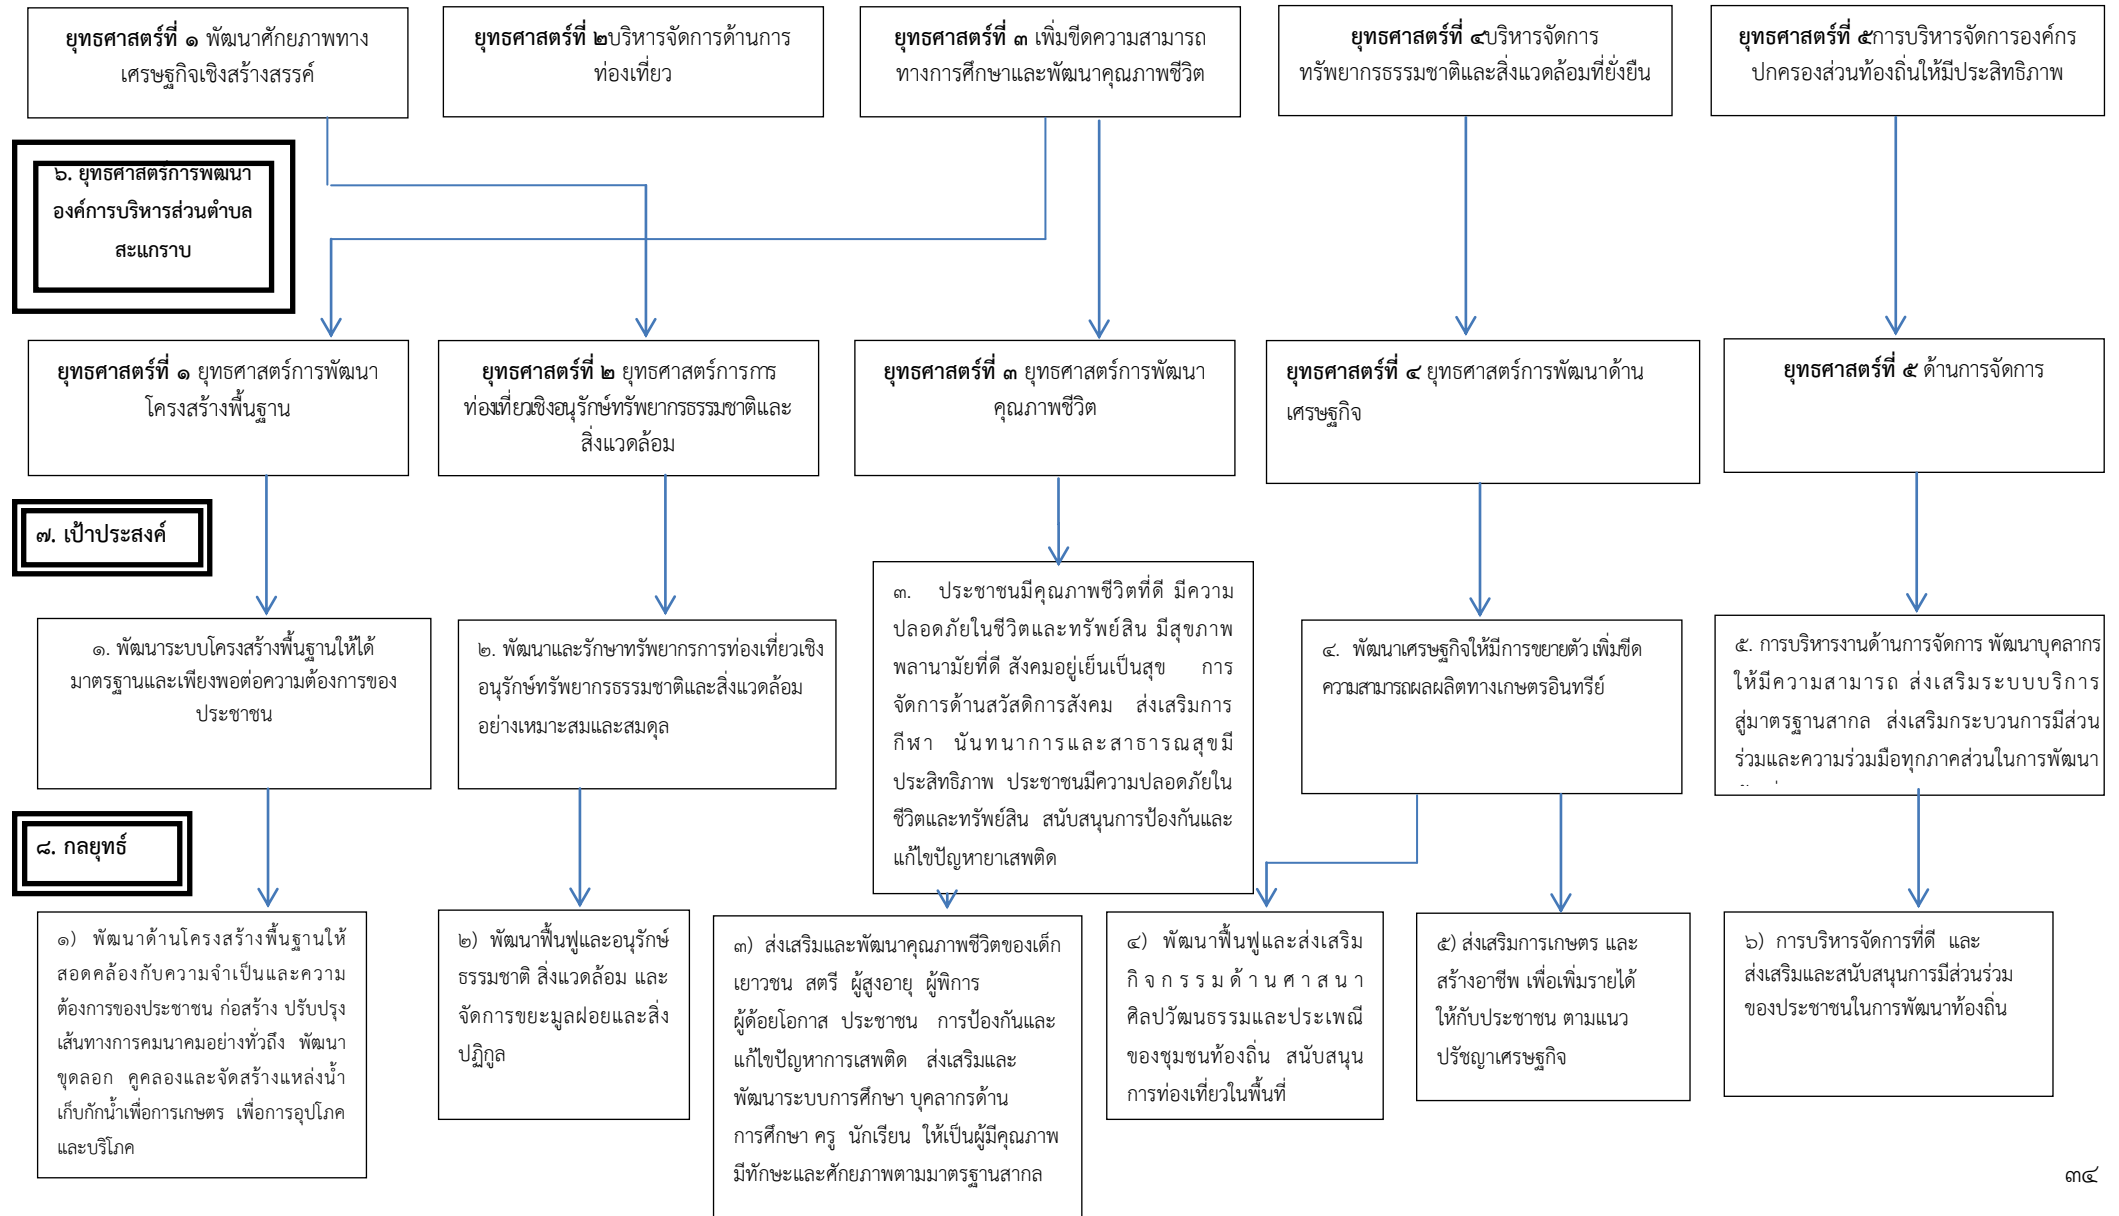 ยุทธศาสตร์ที่ ๑ พัฒนาศักยภาพทาง
เศรษฐกิจเชิงสร้างสรรค์
ยุทธศาสตร์ที่ ๒บริหารจัดการด้านการ
ท่องเที่ยว
ยุทธศาสตร์ที่ ๓ เพิ่มขีดความสามารถ
ทางการศึกษาและพัฒนาคุณภาพชีวิต
ยุทธศาสตร์ที่ ๔บริหารจัดการ
ทรัพยากรธรรมชาติและสิ่งแวดล้อมที่ยั่งยืน
ยุทธศาสตร์ที่ ๕การบริหารจัดการองค์กร
ปกครองส่วนท้องถิ่นให้มีประสิทธิภาพ
๖. ยุทธศาสตร์การพัฒนา
องค์การบริหารส่วนตำบล
สะแกราบ
ยุทธศาสตร์ที่ ๑ ยุทธศาสตร์การพัฒนา
โครงสร้างพื้นฐาน
ยุทธศาสตร์ที่ ๒ ยุทธศาสตร์การการ
ท่องเที่ยวเชิงอนุรักษ์ทรัพยากรธรรมชาติและ
สิ่งแวดล้อม
ยุทธศาสตร์ที่ ๓ ยุทธศาสตร์การพัฒนา
คุณภาพชีวิต
ยุทธศาสตร์ที่ ๔ ยุทธศาสตร์การพัฒนาด้าน
เศรษฐกิจ
ยุทธศาสตร์ที่ ๕ ด้านการจัดการ
๗. เป้าประสงค์
๑. พัฒนาระบบโครงสร้างพื้นฐานให้ได้
มาตรฐานและเพียงพอต่อความต้องการของ
ประชาชน
๒. พัฒนาและรักษาทรัพยากรการท่องเที่ยวเชิง
อนุรักษ์ทรัพยากรธรรมชาติและสิ่งแวดล้อม
อย่างเหมาะสมและสมดุล
๓. ประชาชนมีคุณภาพชีวิตที่ดี มีความ
ปลอดภัยในชีวิตและทรัพย์สิน มีสุขภาพ
พลานามัยที่ดี สังคมอยู่เย็นเป็นสุข การ
จัดการด้านสวัสดิการสังคม ส่งเสริมการ
กีฬา นันทนาการและสาธารณสุขมี
ประสิทธิภาพ ประชาชนมีความปลอดภัยใน
ชีวิตและทรัพย์สิน สนับสนุนการป้องกันและ
แก้ไขปัญหายาเสพติด
๔. พัฒนาเศรษฐกิจให้มีการขยายตัว เพิ่มขีด
ความสามารถผลผลิตทางเกษตรอินทรีย์
๕. การบริหารงานด้านการจัดการ พัฒนาบุคลากร
ให้มีความสามารถ ส่งเสริมระบบบริการ
สู่มาตรฐานสากล ส่งเสริมกระบวนการมีส่วน
ร่วมและความร่วมมือทุกภาคส่วนในการพัฒนา
๘. กลยุทธ์
๑) พัฒนาด้านโครงสร้างพื้นฐานให้
สอดคล้องกับความจำเป็นและความ
ต้องการของประชาชน ก่อสร้าง ปรับปรุง
เส้นทางการคมนาคมอย่างทั่วถึง พัฒนา
ขุดลอก คูคลองและจัดสร้างแหล่งน้ำ
เก็บกักน้ำเพื่อการเกษตร เพื่อการอุปโภค
และบริโภค
๒) พัฒนาฟื้นฟูและอนุรักษ์
ธรรมชาติ สิ่งแวดล้อม และ
จัดการขยะมูลฝอยและสิ่ง
ปฏิกูล
๓) ส่งเสริมและพัฒนาคุณภาพชีวิตของเด็ก
เยาวชน สตรี ผู้สูงอายุ ผู้พิการ
ผู้ด้อยโอกาส ประชาชน การป้องกันและ
แก้ไขปัญหาการเสพติด ส่งเสริมและ
พัฒนาระบบการศึกษา บุคลากรด้าน
การศึกษา ครู นักเรียน ให้เป็นผู้มีคุณภาพ
มีทักษะและศักยภาพตามมาตรฐานสากล
๔) พัฒนาฟื้นฟูและส่งเสริม
กิจกรรมด้านศาสนา
ศิลปวัฒนธรรมและประเพณี
ของชุมชนท้องถิ่น สนับสนุน
การท่องเที่ยวในพื้นที่
๕) ส่งเสริมการเกษตร และ
สร้างอาชีพ เพื่อเพิ่มรายได้
ให้กับประชาชน ตามแนว
ปรัชญาเศรษฐกิจ
๖) การบริหารจัดการที่ดี และ
ส่งเสริมและสนับสนุนการมีส่วนร่วม
ของประชาชนในการพัฒนาท้องถิ่น
๓๔